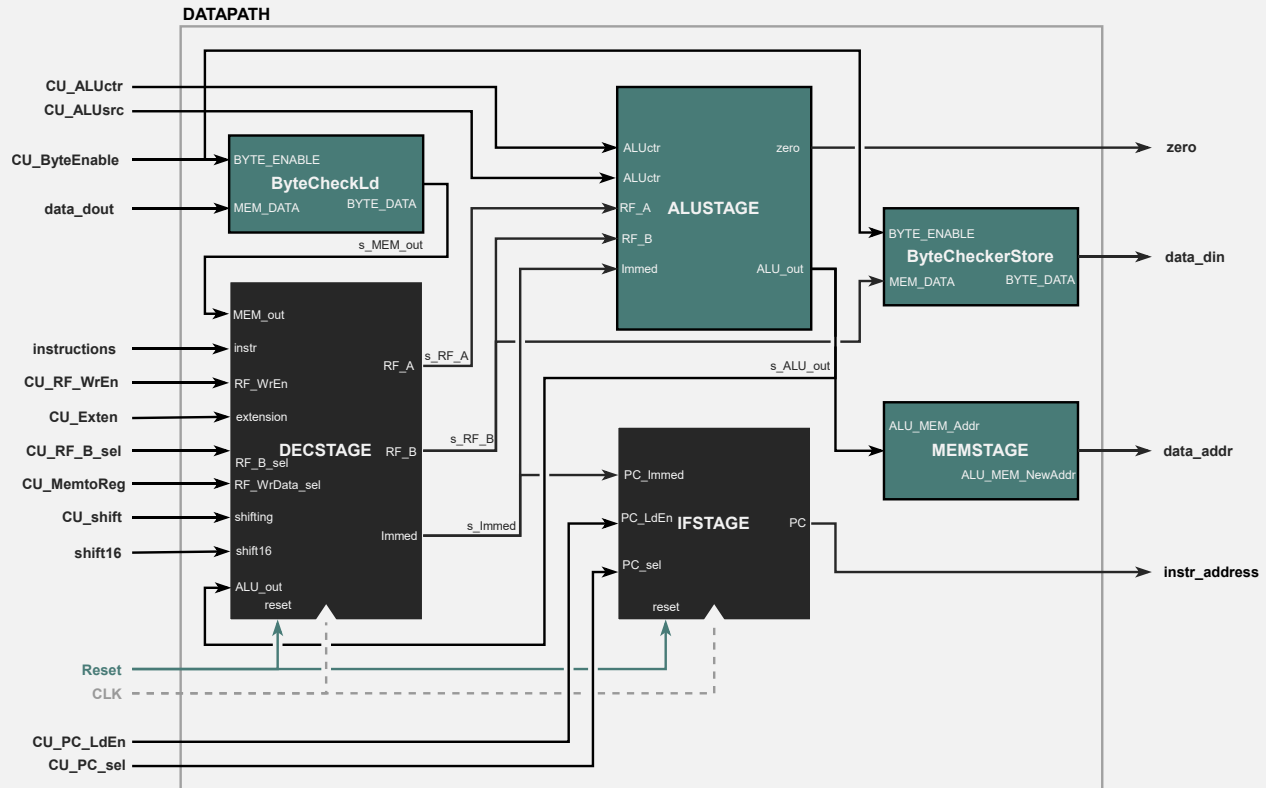 DATAPATH
CU_ALUctr
CU_ALUsrc
CU_ByteEnable
data_dout
BYTE_ENABLE
ByteCheckLd
MEM_DATA
BYTE_DATA
s_MEM_out
ALUctr
zero
ALUctr
RF_A
ALUSTAGE
RF_B
Immed
ALU_out
zero
BYTE_ENABLE
ByteCheckerStore
MEM_DATA
BYTE_DATA
data_din
instructions
CU_RF_WrEn
CU_Exten
CU_RF_B_sel
CU_MemtoReg
CU_shift
shift16
MEM_out
instr
RF_WrEn
extension
DECSTAGE
RF_B_sel
RF_WrData_sel
shifting
shift16
ALU_out
reset
RF_A
RF_B
Immed
s_RF_A
s_RF_B
s_Immed
s_ALU_out
PC_Immed
PC_LdEn
IFSTAGE
PC
PC_sel
reset
ALU_MEM_Addr
MEMSTAGE
ALU_MEM_NewAddr
data_addr
instr_address
Reset
CLK
CU_PC_LdEn
CU_PC_sel